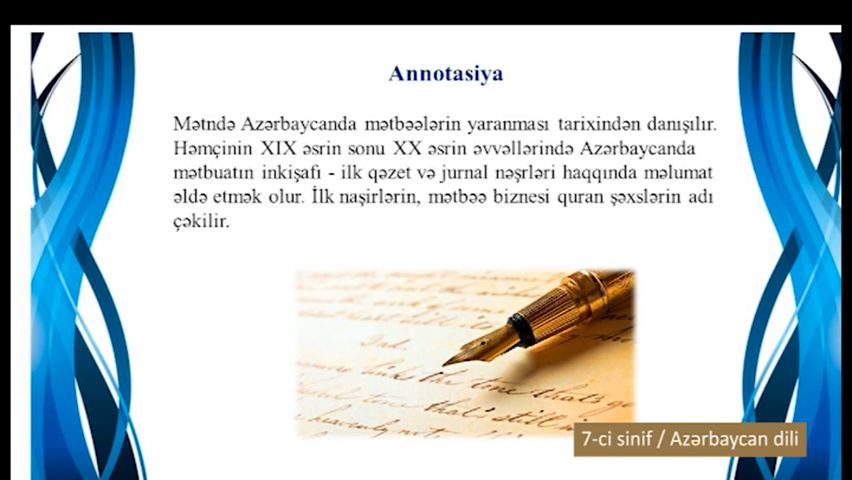 Annotasiya
Mətndə Azərbaycanda mətbəələrin yaranması tarixindən danışılır.
Həmçinin XIX əsrin sonu XX əsrin əvvəllərində Azərbaycanda
mətbuatın inkişafı - ilk qəzet və jurnal nəşrləri haqqında məlumat
əldə etmək olur. İlk naşirlərin, mətbəə biznesi quran şəxslərin adı
çəkilir.
7-ci sinif / Azərbaycan dili